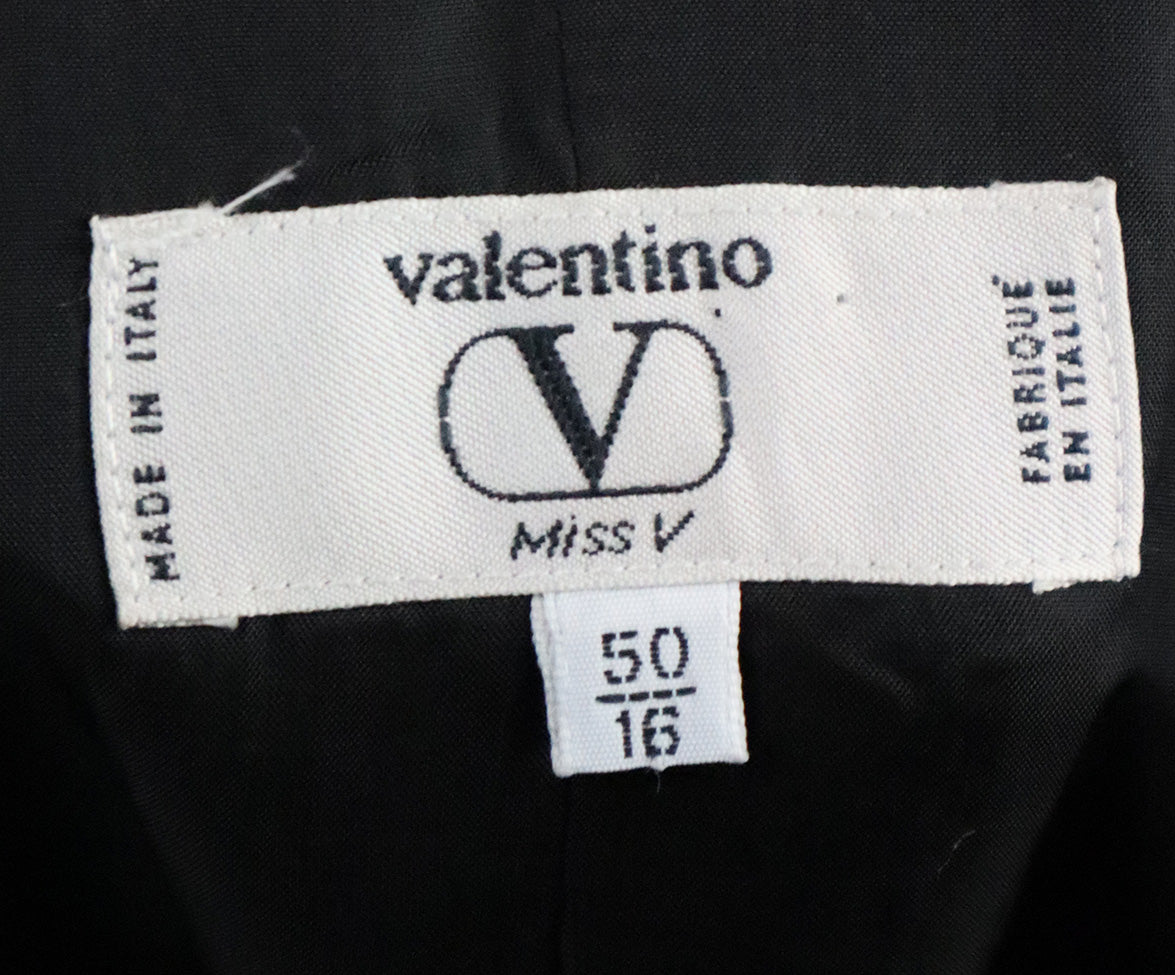 MADE IN ITALY
valentino
V
Miss V
FABRIQUÉ
EN ITALIE
50
16